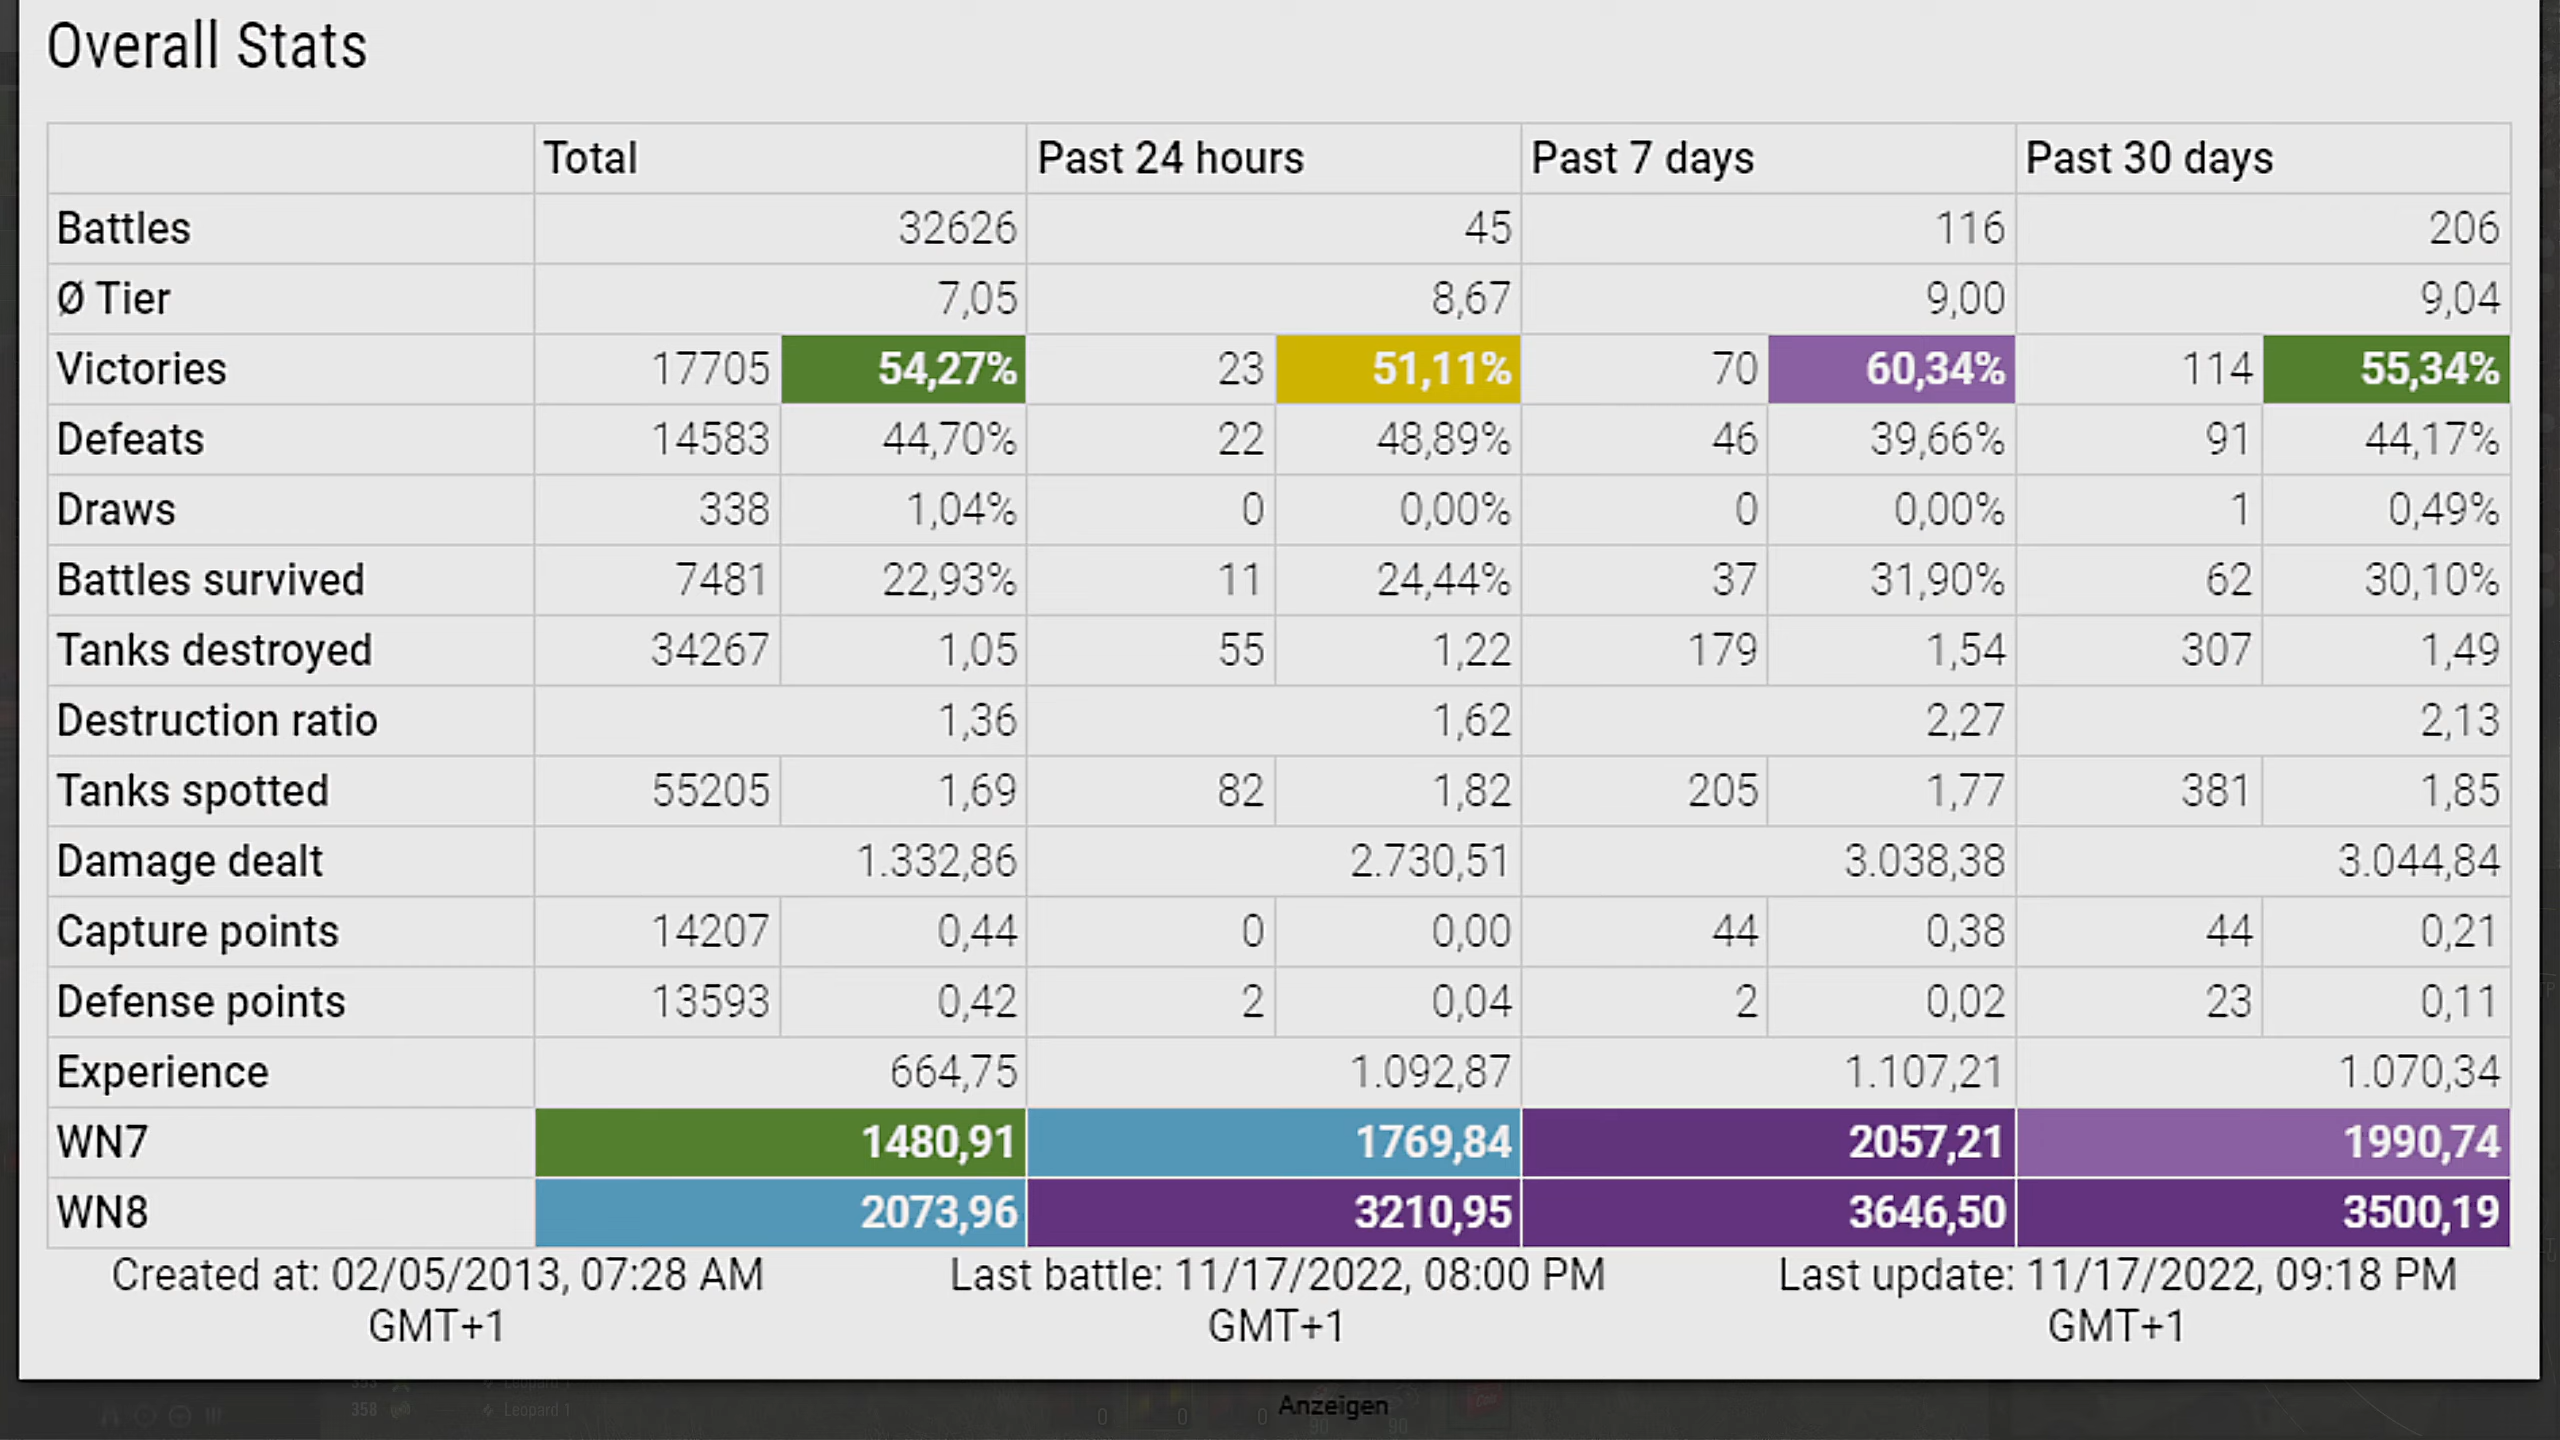 Overall Stats
Total Past 24 hours Past 7 days Past 30 days
Battles 32626 45 116 206
Ø Tier 7,05 8,67 9,00 9,04
Victories 17705 54,27% 23 51,11% 70 60,34% 114 55,34%
Defeats 14583 44,70% 22 48,89% 46 39,66% 91 44,17%
Draws 338 1,04% 0 0,00% 0 0,00% 1 0,49%
Battles survived 7481 22,93% 11 24,44% 37 31,90% 62 30,10%
Tanks destroyed 34267 1,05 55 1,22 179 1,54 307 1,49
Destruction ratio 1,36 1,62 2,27 2,13
Tanks spotted 55205 1,69 82 1,82 205 1,77 381 1,85
Damage dealt 1.332,86 2.730,51 3.038,38 3.044,84
Capture points 14207 0,44 0 0,00 44 0,38 44 0,21
Defense points 13593 0,42 2 0,04 2 0,02 23 0,11
Experience 664,75 1.092,87 1.107,21 1.070,34
WN7 1480,91 1769,84 2057,21 1990,74
WN8 2073,96 3210,95 3646,50 3500,19
Created at: 02/05/2013, 07:28 AM GMT+1
Last battle: 11/17/2022, 08:00 PM GMT+1
Last update: 11/17/2022, 09:18 PM GMT+1
Anzeigen
358 Leopard 1
0 0 0 90 90